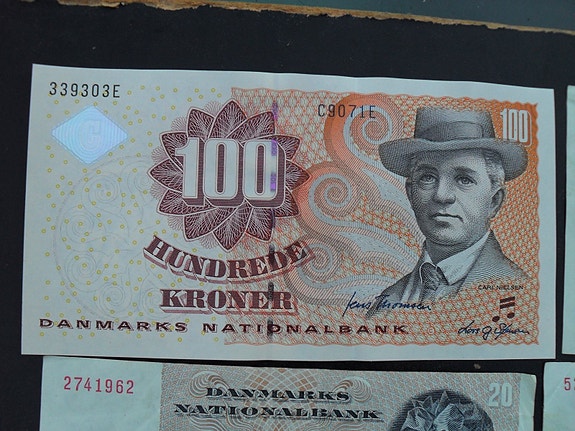 339303E
C9071E
100
100
HUNDREDE
KRONER
CARL NIELSEN
DANMARKS NATIONALBANK
2741962
DANMARKS
NATIONALBANK
20